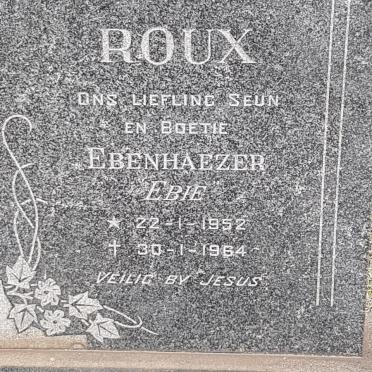 ROUX
ONS LIEFLING SEUN
EN BOETIE
EBENHAEZER
EBIE
★ 22-1-1952
† 30-1-1964
VEILIG BY JESUS